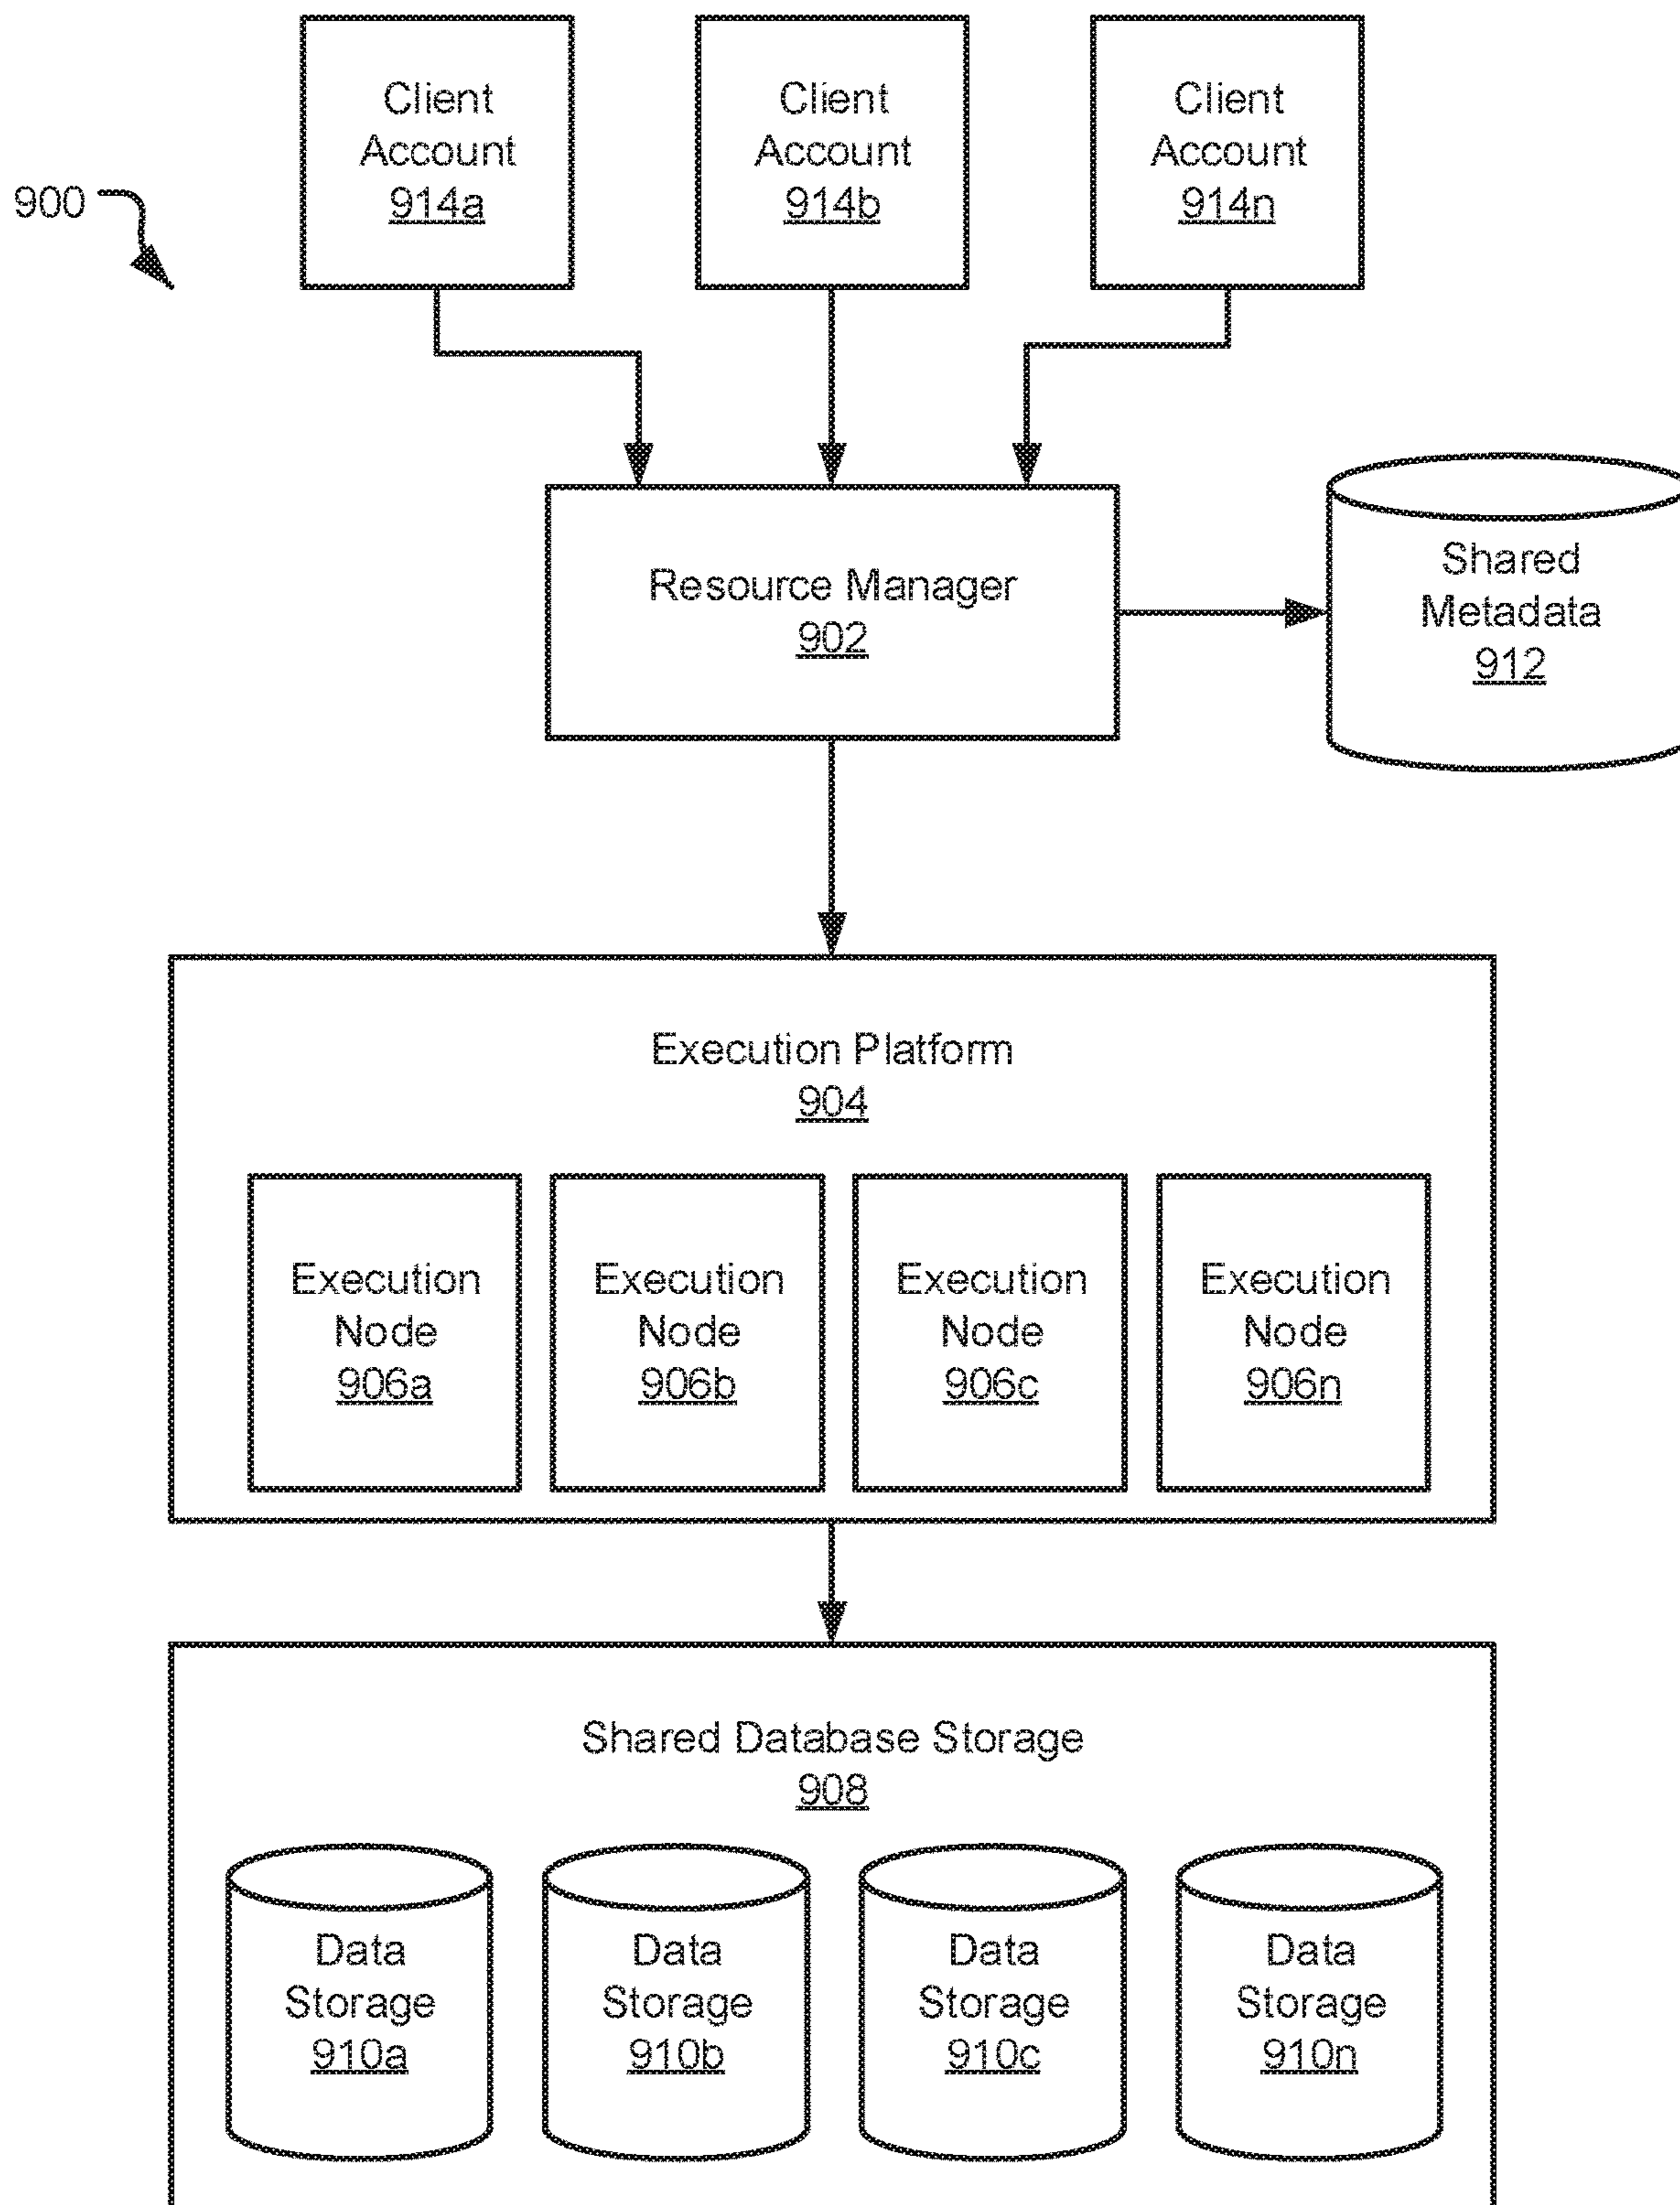 Client
Account
914a
Client
Account
914b
Client
Account
914n
900
Resource Manager
902
Shared
Metadata
912
Execution Platform
904
Execution
Node
906a
Execution
Node
906b
Execution
Node
906c
Execution
Node
906n
Shared Database Storage
908
Data
Storage
910a
Data
Storage
910b
Data
Storage
910c
Data
Storage
910n